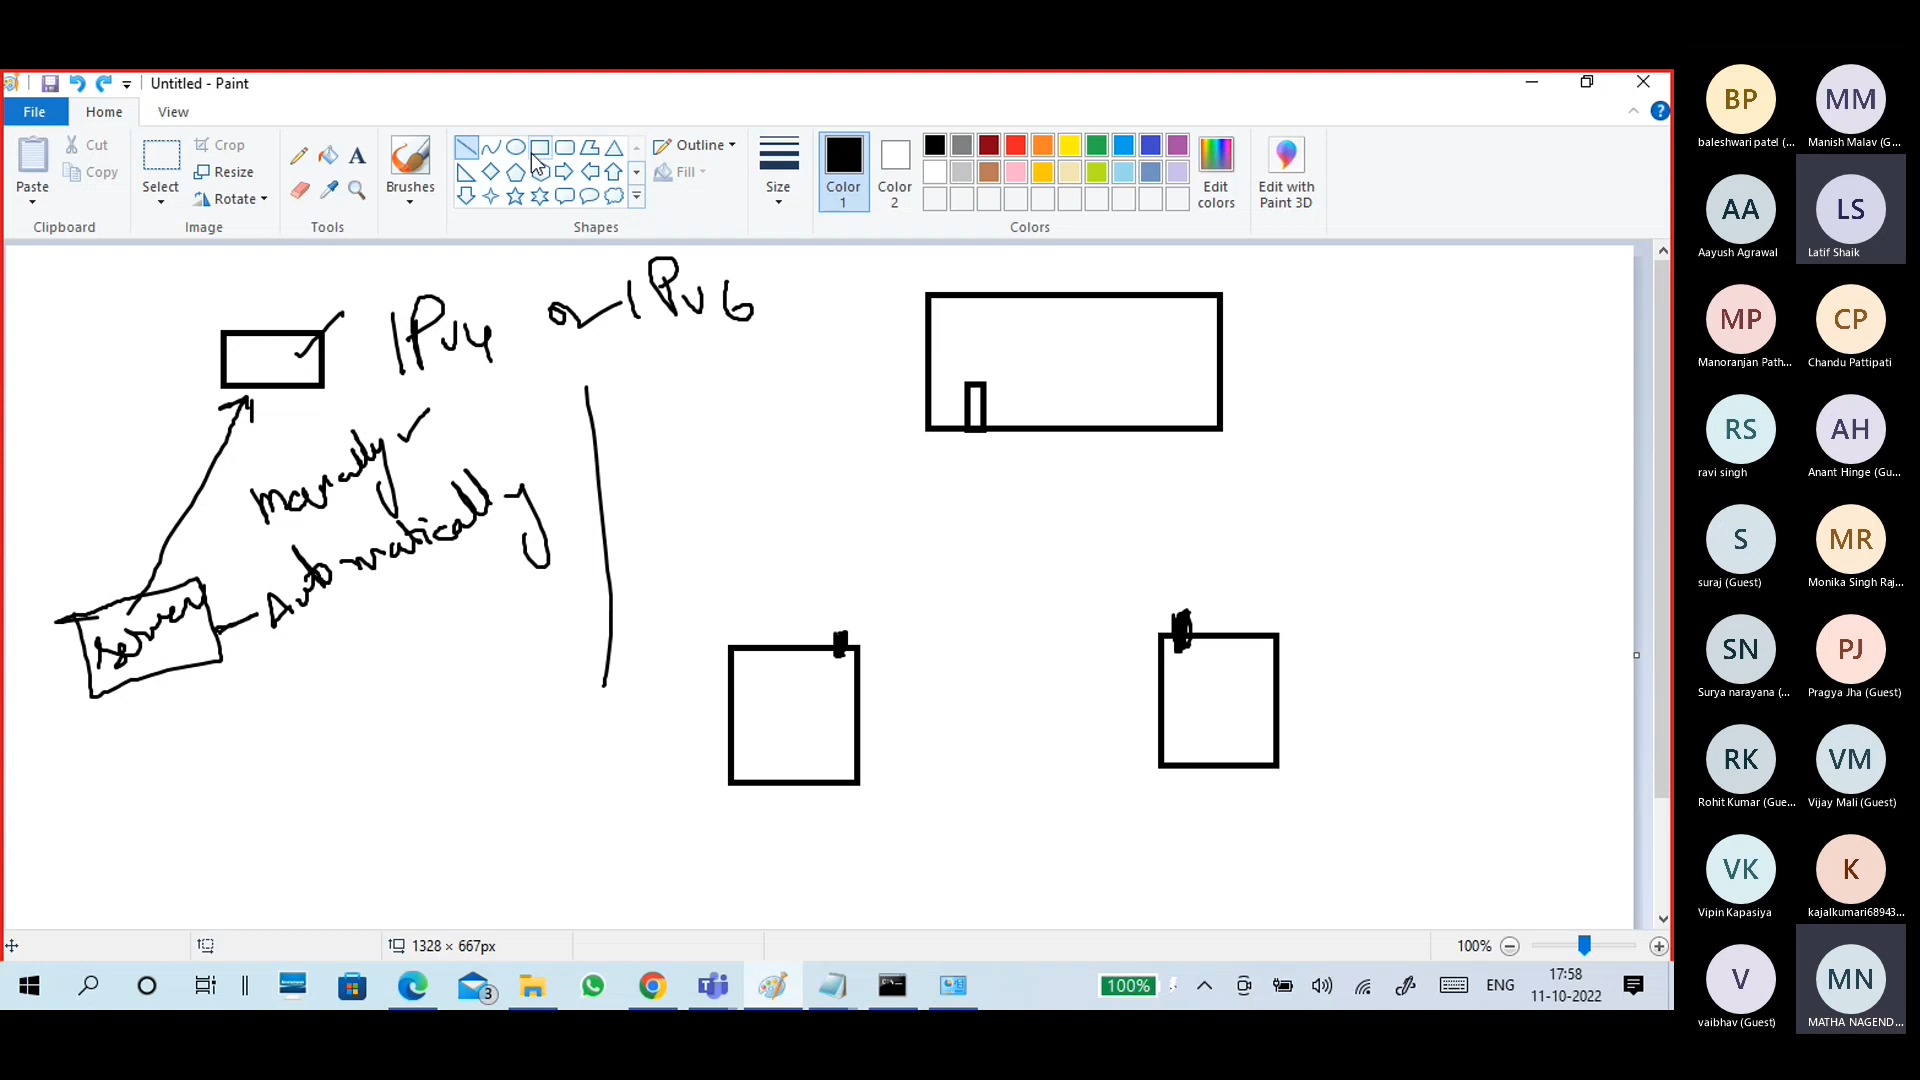 Untitled - Paint
File
Home
View
Paste
Cut
Copy
Clipboard
Select
Crop
Resize
Rotate
Image
A
Tools
Brushes
Outline
Fill
Shapes
Size
Color 1
Color 2
Edit colors
Edit with Paint 3D
Colors
IPv4 or IPv6
Manually
Automatically
Server
1328 × 667px
100%
3
100%
ENG
17:58
11-10-2022
BP
baleshwari patel (...
MM
Manish Malav (G...
AA
Aayush Agrawal
LS
Latif Shaik
MP
Manoranjan Path...
CP
Chandu Pattipati
RS
ravi singh
AH
Anant Hinge (Gu...
S
suraj (Guest)
MR
Monika Singh Raj...
SN
Surya narayana (...
PJ
Pragya Jha (Guest)
RK
Rohit Kumar (Gue...
VM
Vijay Mali (Guest)
VK
Vipin Kapasiya
K
kajalkumari68943...
V
vaibhav (Guest)
MN
MATHA NAGEND...